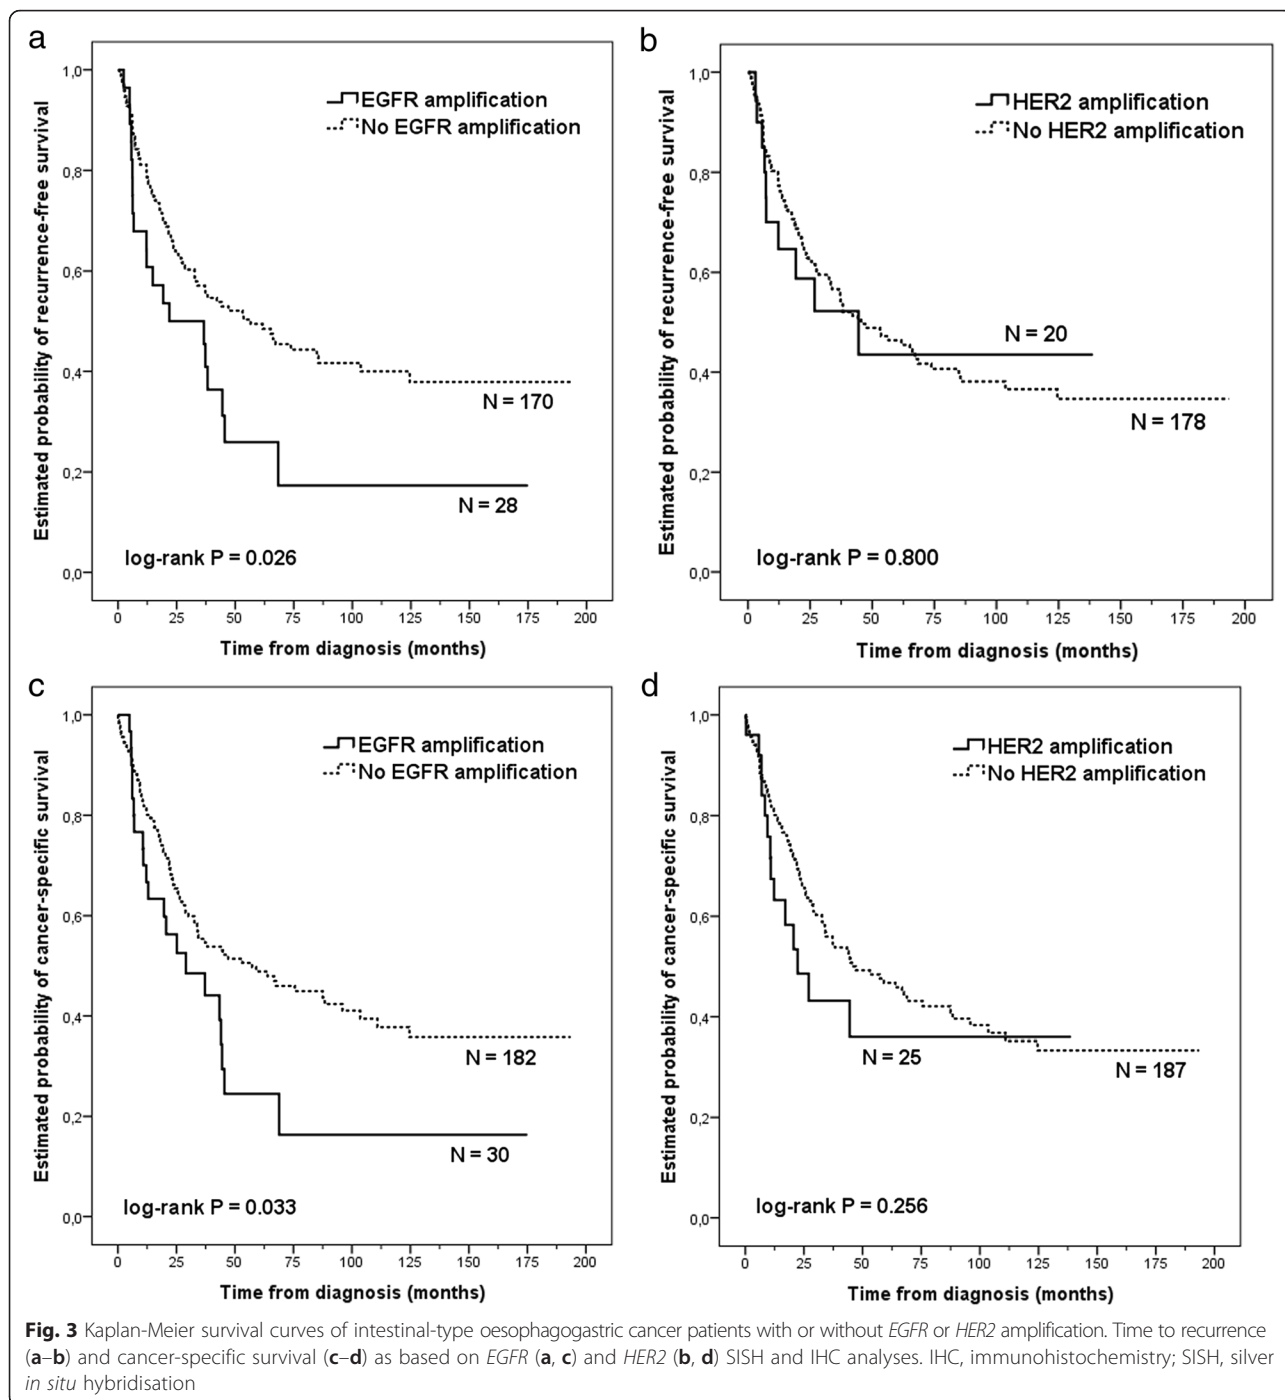 a
Estimated probability of recurrence-free survival
1,0
0,8
0,6
0,4
0,2
0,0
EGFR amplification
No EGFR amplification
N = 170
N = 28
log-rank P = 0.026
0 25 50 75 100 125 150 175 200
Time from diagnosis (months)
b
Estimated probability of recurrence-free survival
1,0
0,8
0,6
0,4
0,2
0,0
HER2 amplification
No HER2 amplification
N = 20
N = 178
log-rank P = 0.800
0 25 50 75 100 125 150 175 200
Time from diagnosis (months)
c
Estimated probability of cancer-specific survival
1,0
0,8
0,6
0,4
0,2
0,0
EGFR amplification
No EGFR amplification
N = 182
N = 30
log-rank P = 0.033
0 25 50 75 100 125 150 175 200
Time from diagnosis (months)
d
Estimated probability of cancer-specific survival
1,0
0,8
0,6
0,4
0,2
0,0
HER2 amplification
No HER2 amplification
N = 25
N = 187
log-rank P = 0.256
0 25 50 75 100 125 150 175 200
Time from diagnosis (months)
Fig. 3 Kaplan-Meier survival curves of intestinal-type oesophagogastric cancer patients with or without EGFR or HER2 amplification. Time to recurrence
(a–b) and cancer-specific survival (c–d) as based on EGFR (a, c) and HER2 (b, d) SISH and IHC analyses. IHC, immunohistochemistry; SISH, silver
in situ hybridisation